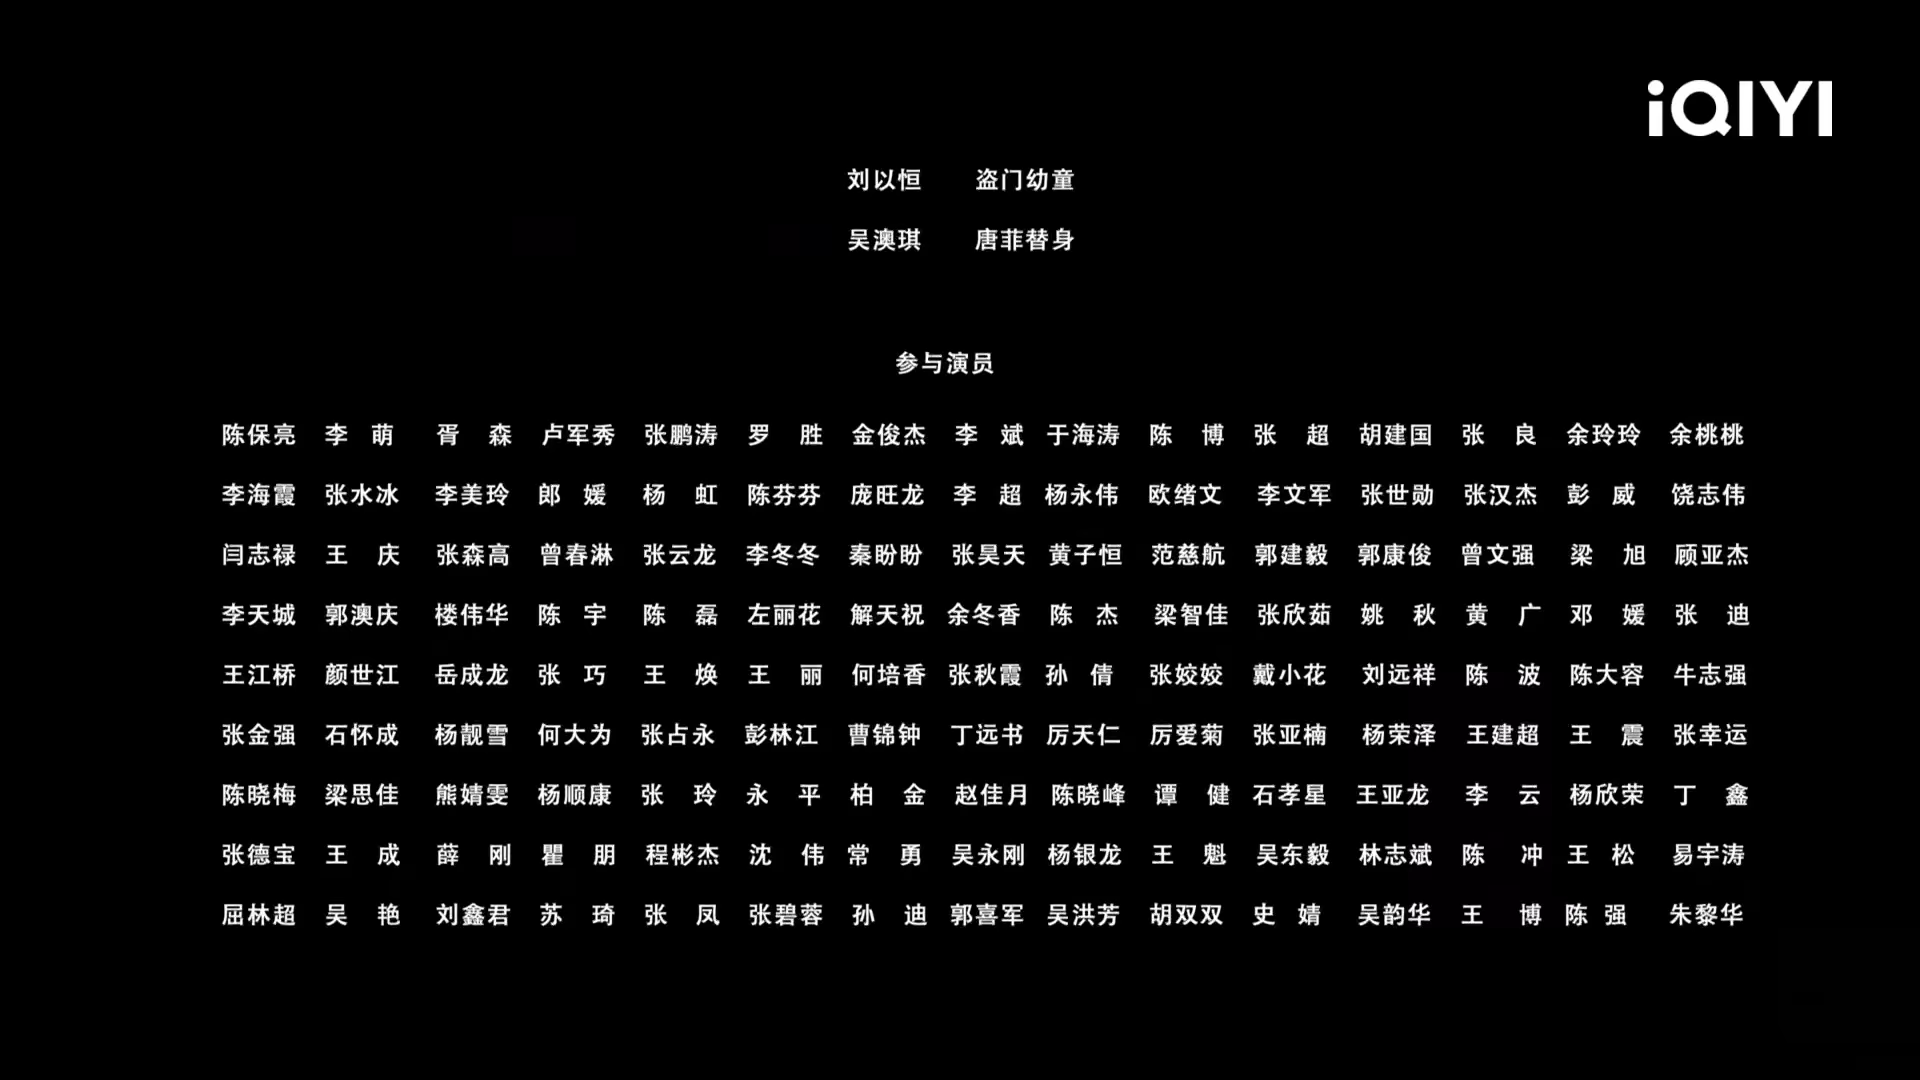 iQIYI
刘以恒 盗门幼童
吴澳琪 唐菲替身
参与演员
陈保亮 李萌 胥森 卢军秀 张鹏涛 罗胜 金俊杰 李斌 于海涛 陈博 张超 胡建国 张良 余玲玲 余桃桃
李海霞 张水冰 李美玲 郎媛 杨虹 陈芬芬 庞旺龙 李超 杨永伟 欧绪文 李文军 张世勋 张汉杰 彭威 饶志伟
闫志禄 王庆 张森高 曾春淋 张云龙 李冬冬 秦盼盼 张昊天 黄子恒 范慈航 郭建毅 郭康俊 曾文强 梁旭 顾亚杰
李天城 郭澳庆 楼伟华 陈宇 陈磊 左丽花 解天祝 余冬香 陈杰 梁智佳 张欣茹 姚秋 黄广 邓媛 张迪
王江桥 颜世江 岳成龙 张巧 王焕 王丽 何培香 张秋霞 孙倩 张姣姣 戴小花 刘远祥 陈波 陈大容 牛志强
张金强 石怀成 杨靓雪 何大为 张占永 彭林江 曹锦钟 丁远书 厉天仁 厉爱菊 张亚楠 杨荣泽 王建超 王震 张幸运
陈晓梅 梁思佳 熊婧雯 杨顺康 张玲 永平 柏金 赵佳月 陈晓峰 谭健 石孝星 王亚龙 李云 杨欣荣 丁鑫
张德宝 王成 薛刚 瞿朋 程彬杰 沈伟 常勇 吴永刚 杨银龙 王魁 吴东毅 林志斌 陈冲 王松 易宇涛
屈林超 吴艳 刘鑫君 苏琦 张凤 张碧蓉 孙迪 郭喜军 吴洪芳 胡双双 史婧 吴韵华 王博 陈强 朱黎华